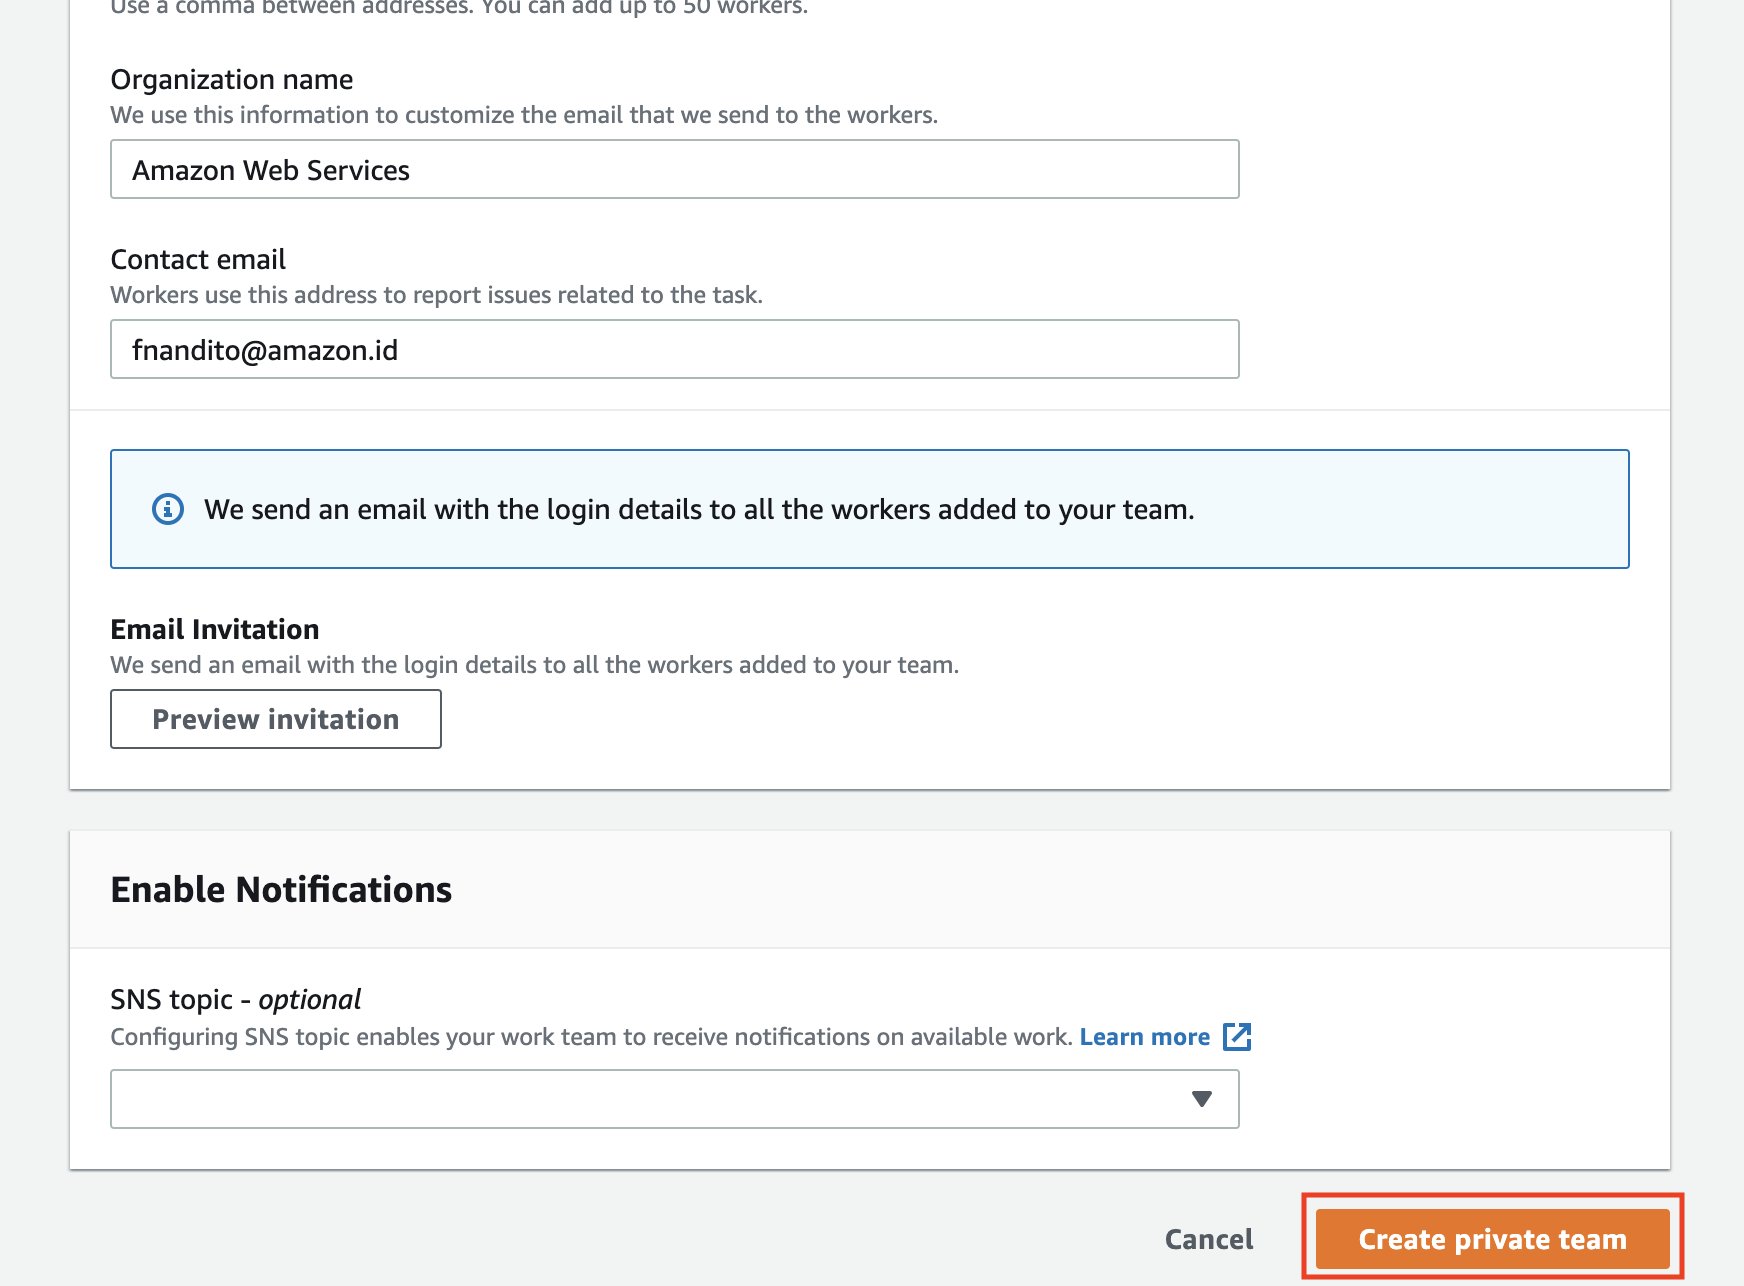 Use a comma between addresses. You can add up to 50 workers.
Organization name
We use this information to customize the email that we send to the workers.
Amazon Web Services
Contact email
Workers use this address to report issues related to the task.
fnandito@amazon.id
We send an email with the login details to all the workers added to your team.
Email Invitation
We send an email with the login details to all the workers added to your team.
Preview invitation
Enable Notifications
SNS topic - optional
Configuring SNS topic enables your work team to receive notifications on available work. Learn more
Cancel Create private team